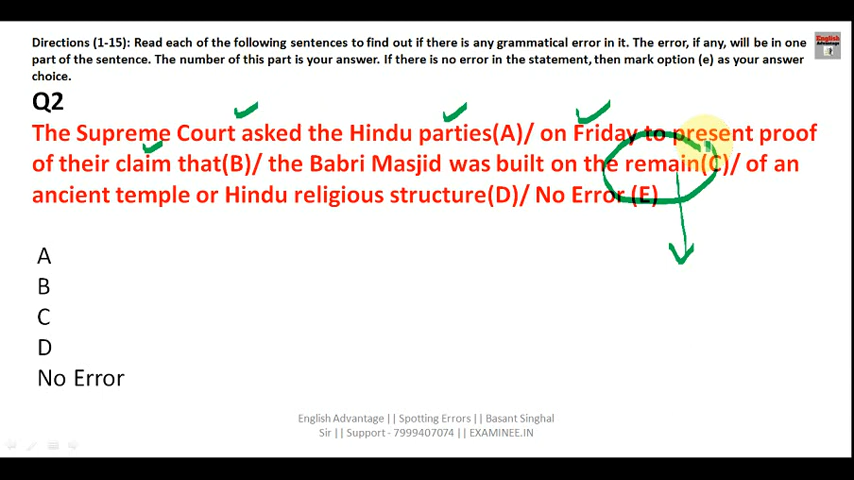 Directions (1-15): Read each of the following sentences to find out if there is any grammatical error in it. The error, if any, will be in one
part of the sentence. The number of this part is your answer. If there is no error in the statement, then mark option (e) as your answer
choice.
English
Advantage
Q2
The Supreme Court asked the Hindu parties(A)/ on Friday to present proof
of their claim that(B)/ the Babri Masjid was built on the remain(C)/ of an
ancient temple or Hindu religious structure(D)/ No Error (E)
A
B
C
D
No Error
English Advantage || Spotting Errors || Basant Singhal
Sir || Support - 7999407074 || EXAMINEE.IN